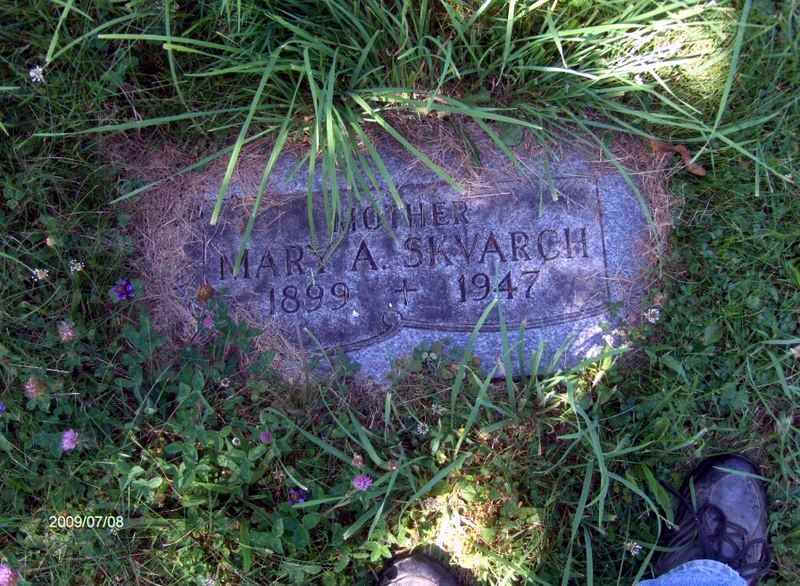 MOTHER
MARY A. SKVARCH
1899 + 1947
2009/07/08